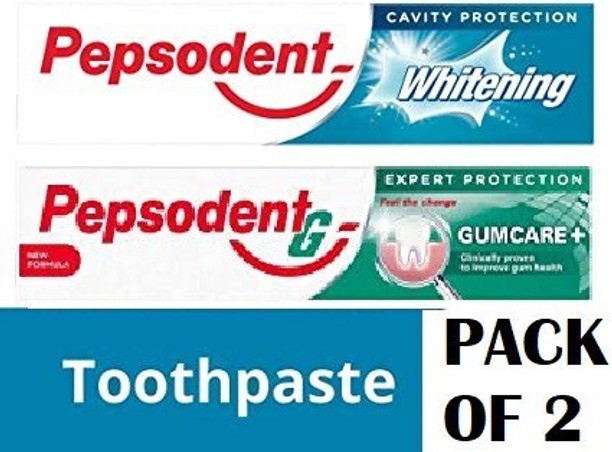 CAVITY PROTECTION
Pepsodent
Whitening
EXPERT PROTECTION
Feel the change
Pepsodent G
GUMCARE+
NEW
FORMULA
Clinically proven
to improve gum health
Toothpaste
PACK
OF 2